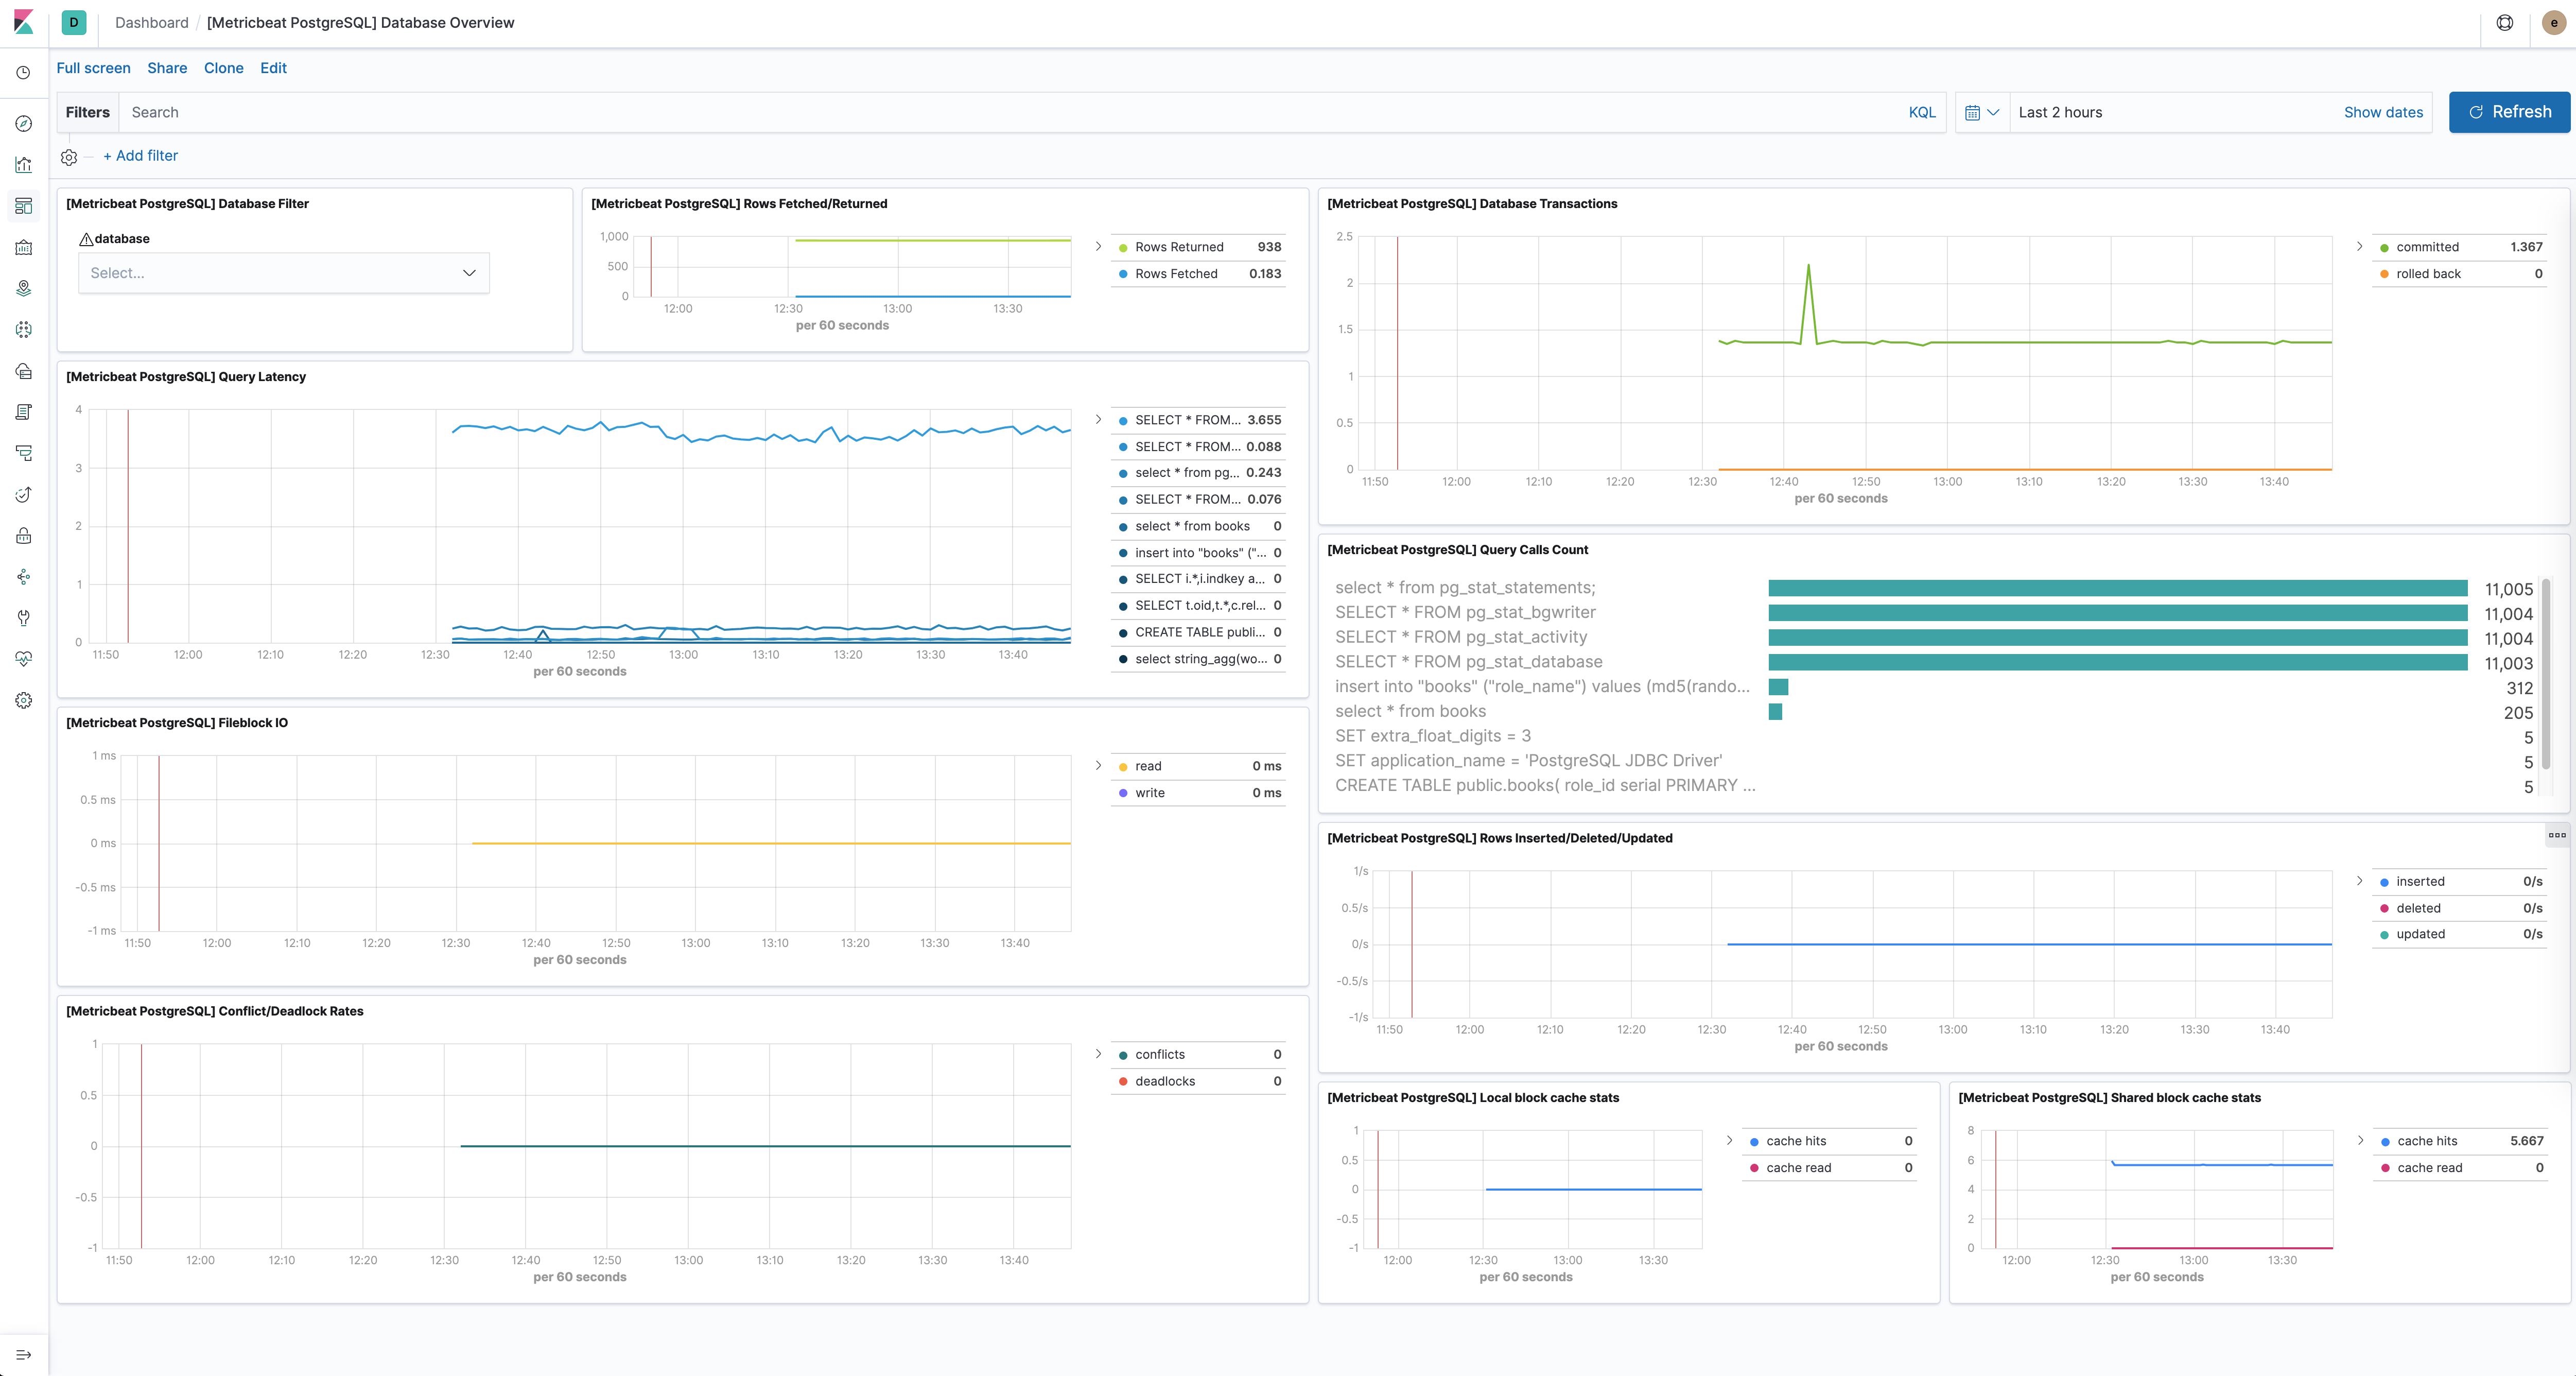 D Dashboard / [Metricbeat PostgreSQL] Database Overview e
Full screen Share Clone Edit
Filters Search KQL Last 2 hours Show dates Refresh
+ Add filter
[Metricbeat PostgreSQL] Database Filter
database
Select...
[Metricbeat PostgreSQL] Rows Fetched/Returned
1,000
500
0
12:00 12:30 13:00 13:30
per 60 seconds
Rows Returned 938
Rows Fetched 0.183
[Metricbeat PostgreSQL] Database Transactions
2.5
2
1.5
1
0.5
0
11:50 12:00 12:10 12:20 12:30 12:40 12:50 13:00 13:10 13:20 13:30 13:40
per 60 seconds
committed 1.367
rolled back 0
[Metricbeat PostgreSQL] Query Latency
4
3
2
1
0
11:50 12:00 12:10 12:20 12:30 12:40 12:50 13:00 13:10 13:20 13:30 13:40
per 60 seconds
SELECT * FROM... 3.655
SELECT * FROM... 0.088
select * from pg... 0.243
SELECT * FROM... 0.076
select * from books 0
insert into "books" ("... 0
SELECT i.*,i.indkey a... 0
SELECT t.oid,t.*,c.rel... 0
CREATE TABLE publi... 0
select string_agg(wo... 0
[Metricbeat PostgreSQL] Query Calls Count
select * from pg_stat_statements; 11,005
SELECT * FROM pg_stat_bgwriter 11,004
SELECT * FROM pg_stat_activity 11,004
SELECT * FROM pg_stat_database 11,003
insert into "books" ("role_name") values (md5(rando... 312
select * from books 205
SET extra_float_digits = 3 5
SET application_name = 'PostgreSQL JDBC Driver' 5
CREATE TABLE public.books( role_id serial PRIMARY ... 5
[Metricbeat PostgreSQL] Fileblock IO
1 ms
0.5 ms
0 ms
-0.5 ms
-1 ms
11:50 12:00 12:10 12:20 12:30 12:40 12:50 13:00 13:10 13:20 13:30 13:40
per 60 seconds
read 0 ms
write 0 ms
[Metricbeat PostgreSQL] Rows Inserted/Deleted/Updated
1/s
0.5/s
0/s
-0.5/s
-1/s
11:50 12:00 12:10 12:20 12:30 12:40 12:50 13:00 13:10 13:20 13:30 13:40
per 60 seconds
inserted 0/s
deleted 0/s
updated 0/s
[Metricbeat PostgreSQL] Conflict/Deadlock Rates
1
0.5
0
-0.5
-1
11:50 12:00 12:10 12:20 12:30 12:40 12:50 13:00 13:10 13:20 13:30 13:40
per 60 seconds
conflicts 0
deadlocks 0
[Metricbeat PostgreSQL] Local block cache stats
1
0.5
0
-0.5
-1
12:00 12:30 13:00 13:30
per 60 seconds
cache hits 0
cache read 0
[Metricbeat PostgreSQL] Shared block cache stats
8
6
4
2
0
12:00 12:30 13:00 13:30
per 60 seconds
cache hits 5.667
cache read 0